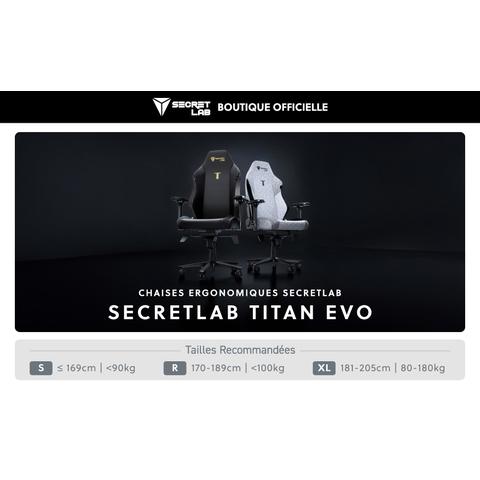 SECRET LAB BOUTIQUE OFFICIELLE
CHAISES ERGONOMIQUES SECRETLAB
SECRETLAB TITAN EVO
Tailles Recommandées
S ≤ 169cm | <90kg R 170-189cm | <100kg XL 181-205cm | 80-180kg